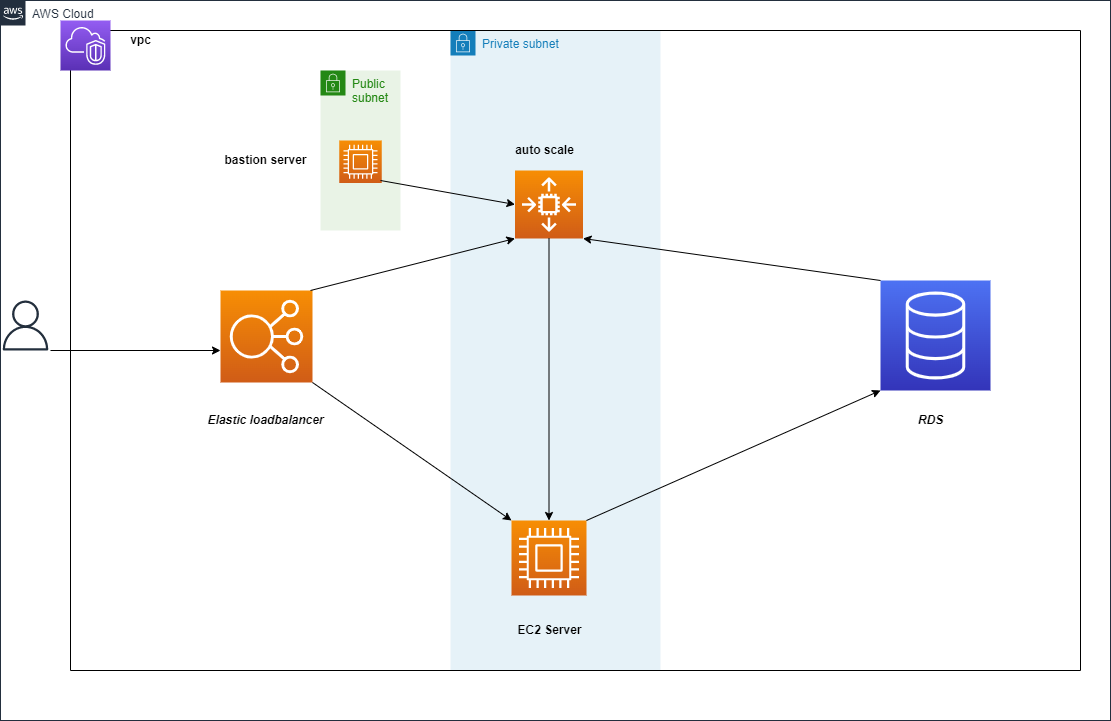 aws
AWS Cloud
vpc
Private subnet
Public
subnet
bastion server
auto scale
Elastic loadbalancer
RDS
EC2 Server